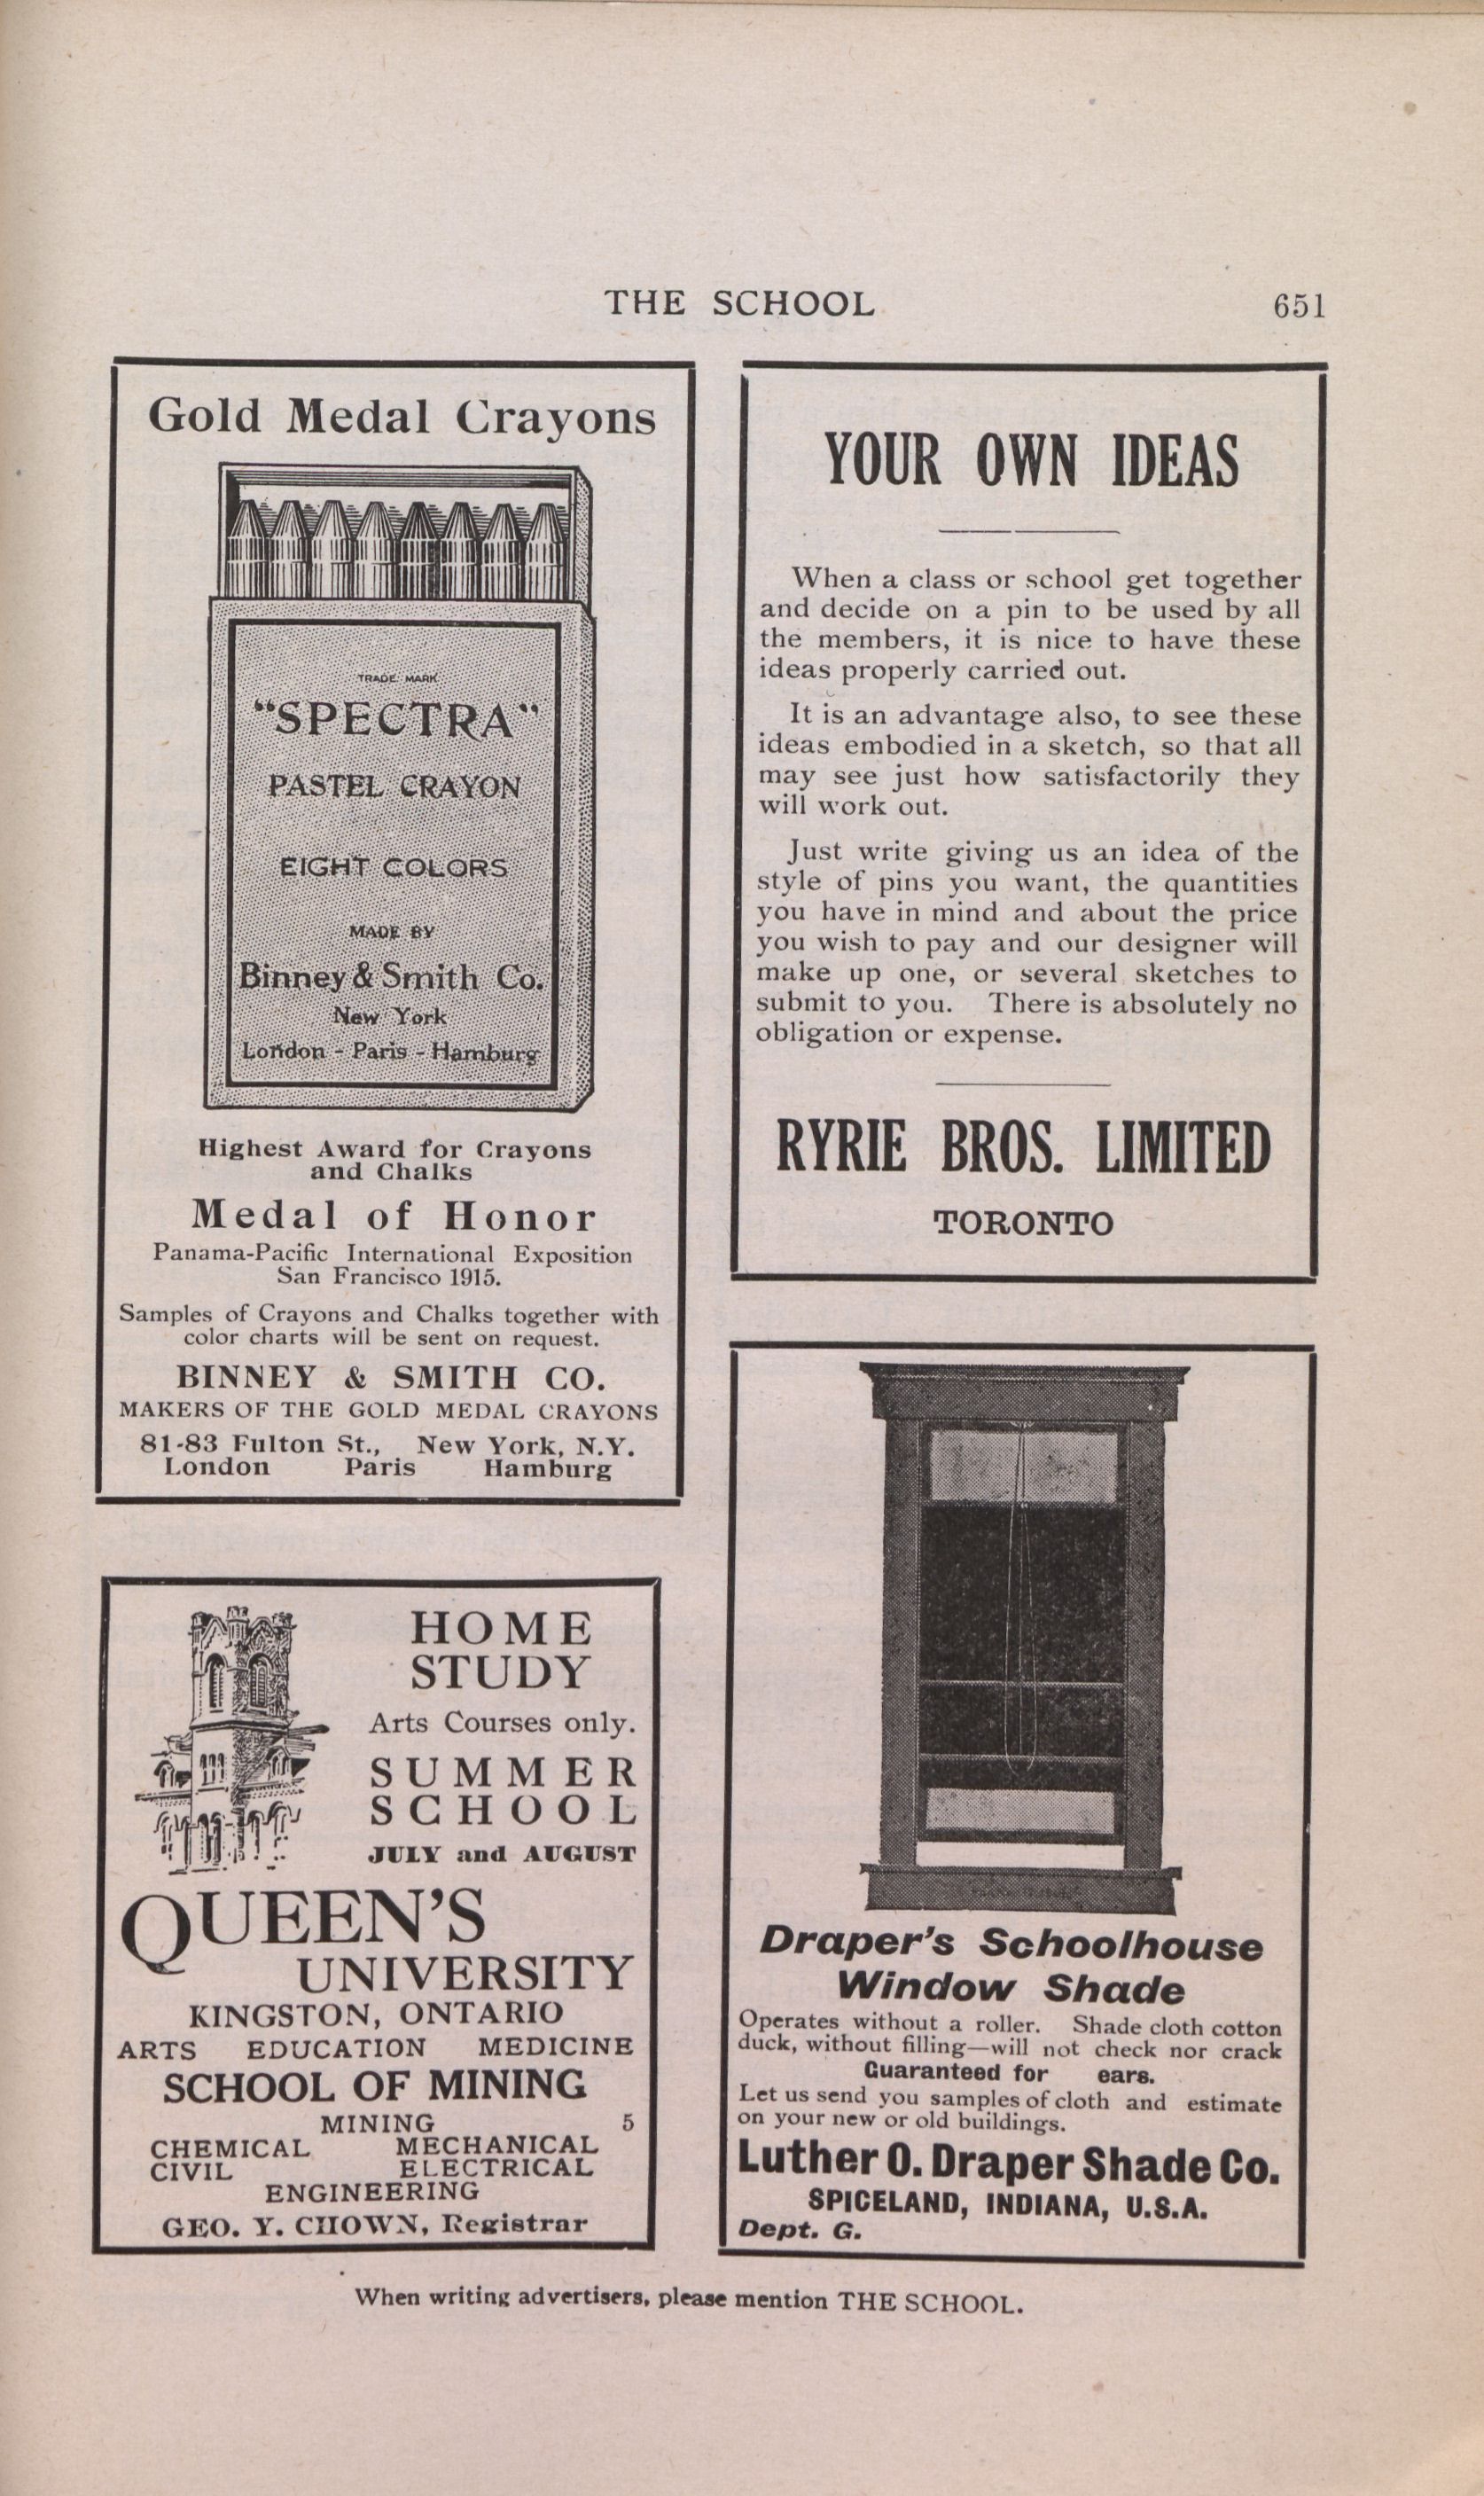 THE SCHOOL 651
Gold Medal Crayons
TRADE MARK
"SPECTRA"
PASTEL CRAYON
EIGHT COLORS
MADE BY
Binney & Smith Co.
New York
London - Paris - Hamburg
Highest Award for Crayons
and Chalks
Medal of Honor
Panama-Pacific International Exposition
San Francisco 1915.
Samples of Crayons and Chalks together with
color charts will be sent on request.
BINNEY & SMITH CO.
MAKERS OF THE GOLD MEDAL CRAYONS
81-83 Fulton St., New York, N.Y.
London Paris Hamburg
HOME
STUDY
Arts Courses only.
SUMMER
SCHOOL
JULY and AUGUST
QUEEN'S
UNIVERSITY
KINGSTON, ONTARIO
ARTS EDUCATION MEDICINE
SCHOOL OF MINING
MINING 5
CHEMICAL MECHANICAL
CIVIL ELECTRICAL
ENGINEERING
GEO. Y. CHOWN, Registrar
YOUR OWN IDEAS
When a class or school get together
and decide on a pin to be used by all
the members, it is nice to have these
ideas properly carried out.
It is an advantage also, to see these
ideas embodied in a sketch, so that all
may see just how satisfactorily they
will work out.
Just write giving us an idea of the
style of pins you want, the quantities
you have in mind and about the price
you wish to pay and our designer will
make up one, or several sketches to
submit to you. There is absolutely no
obligation or expense.
RYRIE BROS. LIMITED
TORONTO
Draper's Schoolhouse
Window Shade
Operates without a roller. Shade cloth cotton
duck, without filling—will not check nor crack
Guaranteed for ears.
Let us send you samples of cloth and estimate
on your new or old buildings.
Luther O. Draper Shade Co.
SPICELAND, INDIANA, U.S.A.
Dept. G.
When writing advertisers, please mention THE SCHOOL.